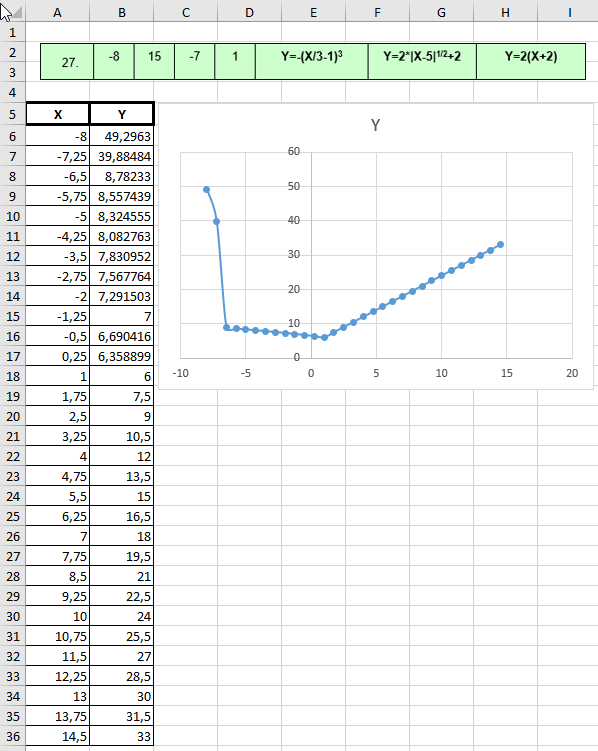 A B C D E F G H I
1
2 27. -8 15 -7 1 Y=-(X/3-1)³ Y=2*|X-5|¹/²+2 Y=2(X+2)
3
4
5 X Y
Y
6 -8 49,2963
7 -7,25 39,88484
8 -6,5 8,78233
9 -5,75 8,557439
10 -5 8,324555
11 -4,25 8,082763
12 -3,5 7,830952
13 -2,75 7,567764
14 -2 7,291503
15 -1,25 7
16 -0,5 6,690416
17 0,25 6,358899
18 1 6
19 1,75 7,5
20 2,5 9
21 3,25 10,5
22 4 12
23 4,75 13,5
24 5,5 15
25 6,25 16,5
26 7 18
27 7,75 19,5
28 8,5 21
29 9,25 22,5
30 10 24
31 10,75 25,5
32 11,5 27
33 12,25 28,5
34 13 30
35 13,75 31,5
36 14,5 33
60
50
40
30
20
10
0
-10 -5 0 5 10 15 20